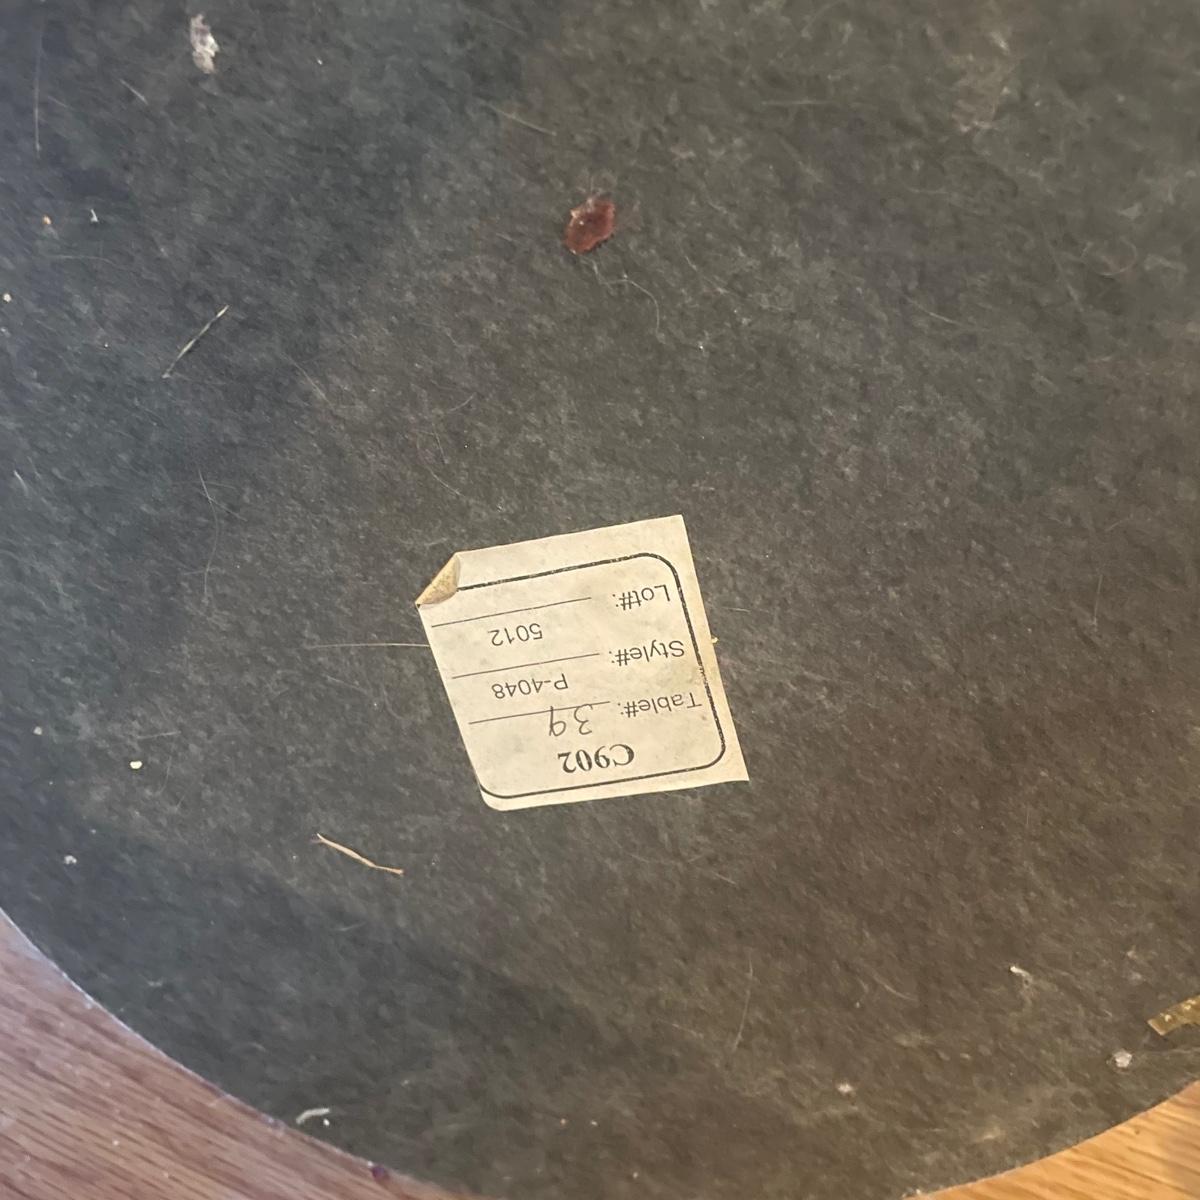 C902
Table#: 39
Style#: P-4048
Lot#: 5012